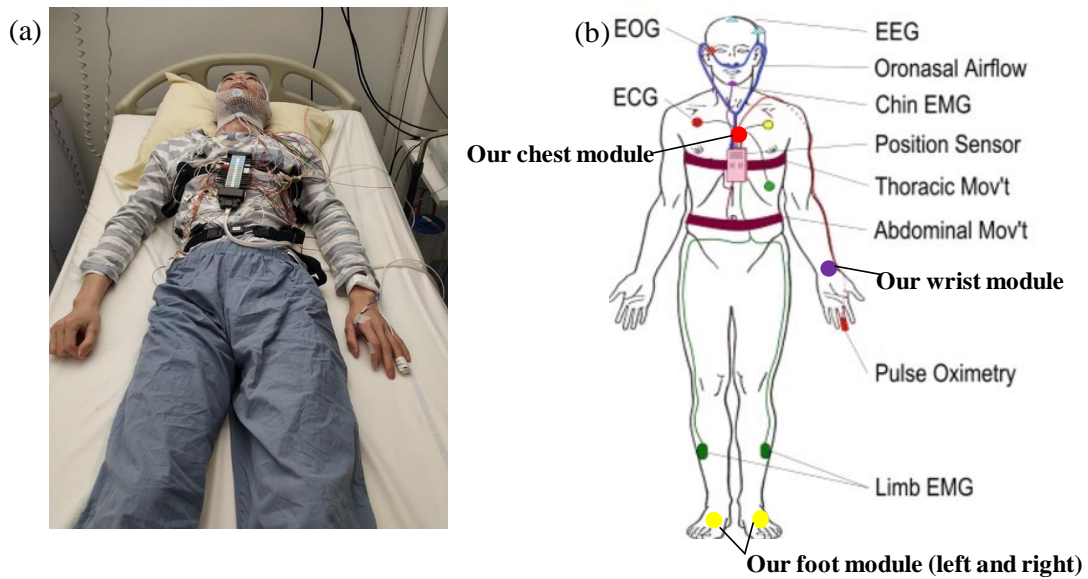 (a)
(b)
EOG
EEG
Oronasal Airflow
ECG
Chin EMG
Our chest module
Position Sensor
Thoracic Mov't
Abdominal Mov't
Our wrist module
Pulse Oximetry
Limb EMG
Our foot module (left and right)